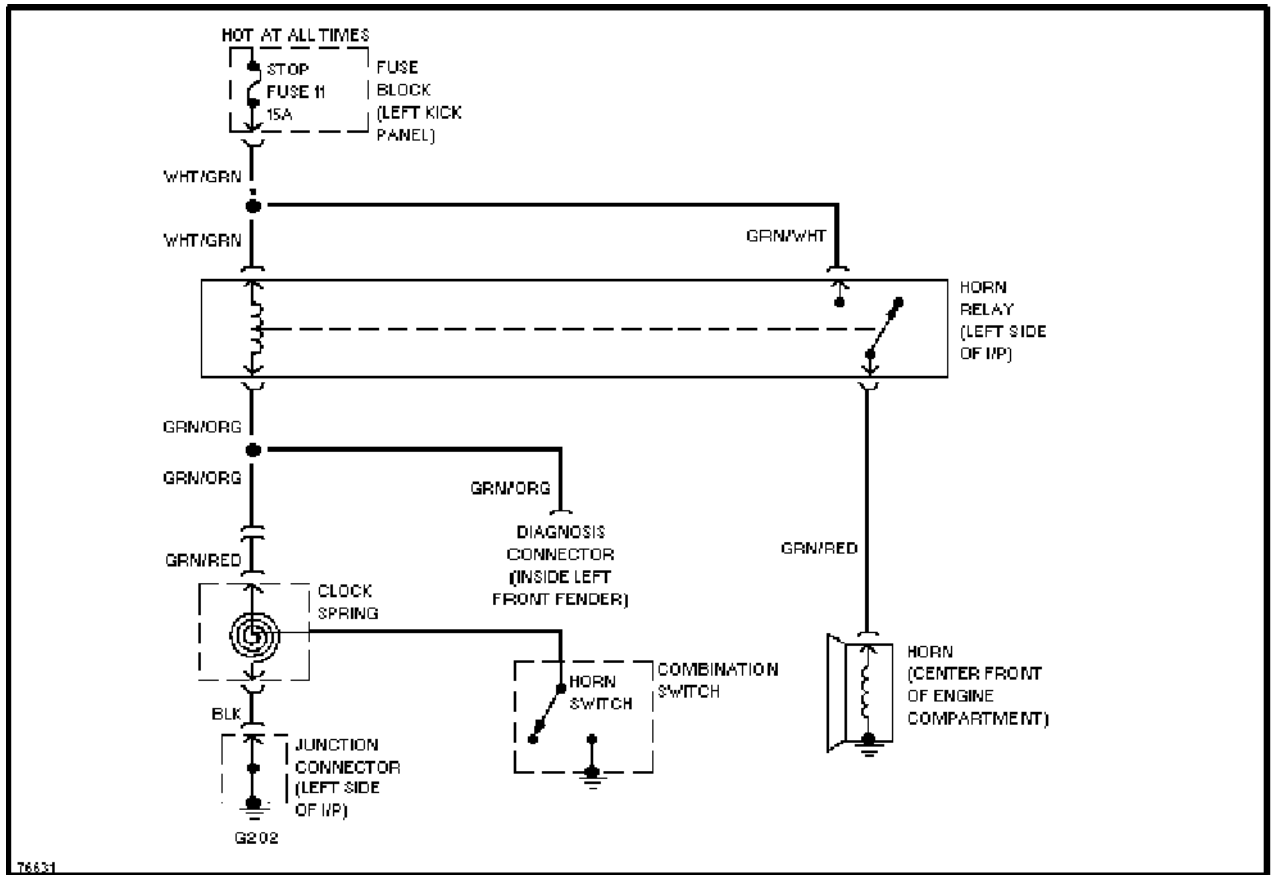 HOT AT ALL TIMES
STOP
FUSE 11
15A
FUSE
BLOCK
(LEFT KICK
PANEL)
WHT/GRN
WHT/GRN
GRN/WHT
HORN
RELAY
(LEFT SIDE
OF I/P)
GRN/ORG
GRN/ORG
GRN/ORG
DIAGNOSIS
CONNECTOR
(INSIDE LEFT
FRONT FENDER)
GRN/RED
GRN/RED
CLOCK
SPRING
HORN
SWITCH
COMBINATION
SWITCH
HORN
(CENTER FRONT
OF ENGINE
COMPARTMENT)
BLK
JUNCTION
CONNECTOR
(LEFT SIDE
OF I/P)
G202
76631